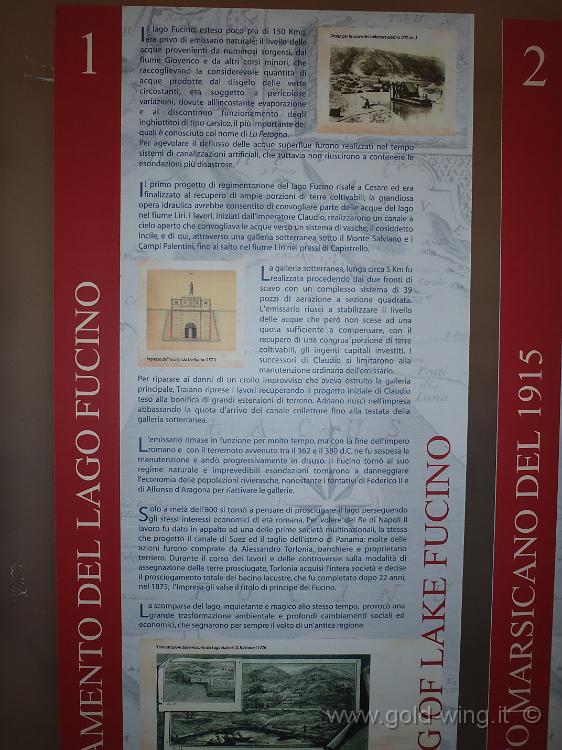 1
AMENTO DEL LAGO FUCINO
Il lago Fucino, esteso poco più di 150 Kmq,
era privo di emissario naturale; il livello delle
acque provenienti da numerosi sorgenti, dal
fiume Giovenco e da altri corsi minori, che
raccoglievano la considerevole quantità di
acque prodotte dal disgelo delle vette
circostanti, era soggetto a pericolose
variazioni, dovute all'incostante evaporazione
e al discontinuo funzionamento degli
inghiottitoi di tipo carsico, il più importante dei
quali è conosciuto col nome di La Petogna.
Per agevolare il deflusso delle acque superflue furono realizzati nel tempo
sistemi di canalizzazioni artificiali, che tuttavia non riuscirono a contenere le
esondazioni più disastrose.
Il primo progetto di regimentazione del lago Fucino risale a Cesare ed era
finalizzato al recupero di ampie porzioni di terre coltivabili; la grandiosa
opera idraulica avrebbe consentito di convogliare parte delle acque del lago
nel fiume Liri. I lavori, iniziati dall'imperatore Claudio, realizzarono un canale a
cielo aperto che convogliava le acque verso un sistema di vasche, il cosiddetto
Incile, e di qui, attraverso una galleria sotterranea sotto il Monte Salviano e i
Campi Palentini, fino al salto nel fiume Liri nei pressi di Capistrello.
La galleria sotterranea, lunga circa 5 Km fu
realizzata procedendo dai due fronti di
scavo con un complesso sistema di 39
pozzi di aerazione a sezione quadrata.
L'emissario riuscì a stabilizzare il livello
delle acque che però non scese ad una
quota sufficiente a compensare, con il
recupero di una congrua porzione di terre
coltivabili, gli ingenti capitali investiti. I
successori di Claudio si limitarono alla
manutenzione ordinaria dell'emissario.
Per riparare ai danni di un crollo improvviso che aveva ostruito la galleria
principale, Traiano riprese i lavori recuperando il progetto iniziale di Claudio
teso alla bonifica di grandi estensioni di terreno. Adriano riuscì nell'impresa
abbassando la quota d'arrivo del canale collettore fino alla testata della
galleria sotterranea.
L'emissario rimase in funzione per molto tempo, ma con la fine dell'impero
romano e con il terremoto avvenuto tra il 362 e il 380 d.C. ne fu sospesa la
manutenzione e andò progressivamente in disuso. Il Fucino tornò al suo
regime naturale e imprevedibili esondazioni tornarono a danneggiare
l'economia delle popolazioni rivierasche, nonostante i tentativi di Federico II e
di Alfonso d'Aragona per riattivare le gallerie.
Solo a metà dell'800 si tornò a pensare di prosciugare il lago perseguendo
gli stessi interessi economici di età romana. Per volere del Re di Napoli il
lavoro fu dato in appalto ad una delle prime società multinazionali, la stessa
che progettò il canale di Suez ed il taglio dell'istmo di Panama: molte delle
azioni furono comprate da Alessandro Torlonia, banchiere e proprietario
terriero. Durante il corso dei lavori e delle controversie sulla modalità di
assegnazione delle terre prosciugate, Torlonia acquisì l'intera società e decise
il prosciugamento totale del bacino lacustre, che fu completato dopo 22 anni,
nel 1875; l'impresa gli valse il titolo di principe del Fucino.
La scomparsa del lago, inquietante e magico allo stesso tempo, provocò una
grande trasformazione ambientale e profondi cambiamenti sociali ed
economici, che segnarono per sempre il volto di un'antica regione.
G OF LAKE FUCINO
2
O MARSICANO DEL 1915
www.gold-wing.it ©